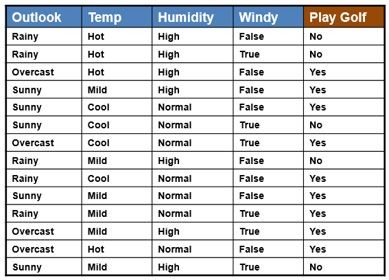 Outlook Temp Humidity Windy Play Golf
Rainy Hot High False No
Rainy Hot High True No
Overcast Hot High False Yes
Sunny Mild High False Yes
Sunny Cool Normal False Yes
Sunny Cool Normal True No
Overcast Cool Normal True Yes
Rainy Mild High False No
Rainy Cool Normal False Yes
Sunny Mild Normal False Yes
Rainy Mild Normal True Yes
Overcast Mild High True Yes
Overcast Hot Normal False Yes
Sunny Mild High True No